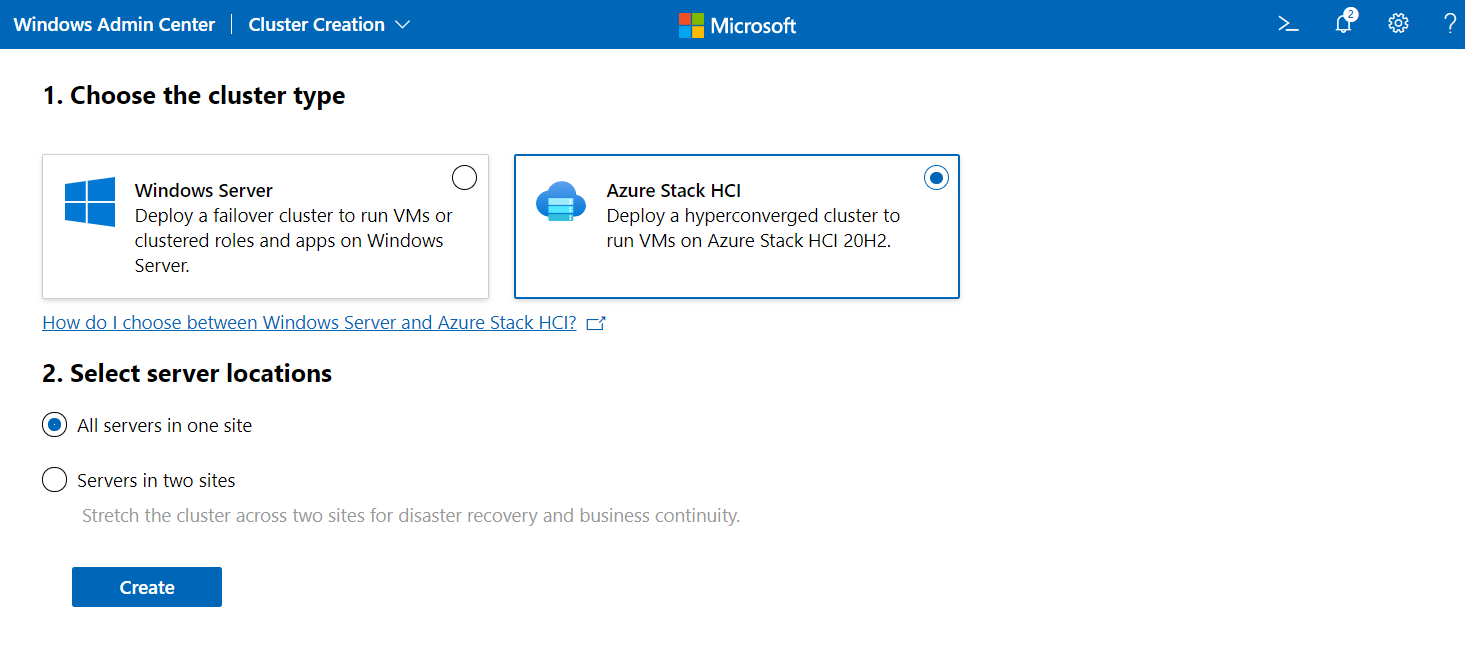 Windows Admin Center | Cluster Creation
Microsoft
2
?
1. Choose the cluster type
Windows Server
Deploy a failover cluster to run VMs or
clustered roles and apps on Windows
Server.
Azure Stack HCI
Deploy a hyperconverged cluster to
run VMs on Azure Stack HCI 20H2.
How do I choose between Windows Server and Azure Stack HCI?
2. Select server locations
All servers in one site
Servers in two sites
Stretch the cluster across two sites for disaster recovery and business continuity.
Create